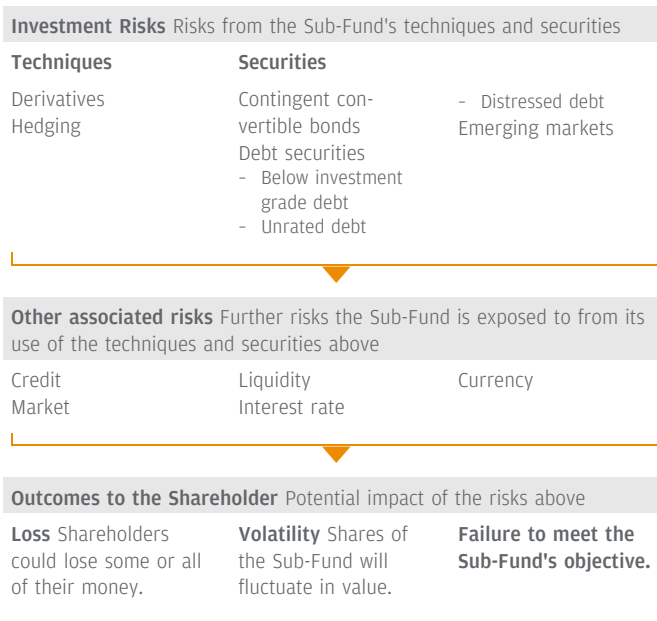 Investment Risks Risks from the Sub-Fund's techniques and securities
Techniques
Derivatives
Hedging
Securities
Contingent con-
vertible bonds
Debt securities
– Below investment
grade debt
– Unrated debt
– Distressed debt
Emerging markets
Other associated risks Further risks the Sub-Fund is exposed to from its
use of the techniques and securities above
Credit
Market
Liquidity
Interest rate
Currency
Outcomes to the Shareholder Potential impact of the risks above
Loss Shareholders
could lose some or all
of their money.
Volatility Shares of
the Sub-Fund will
fluctuate in value.
Failure to meet the
Sub-Fund's objective.